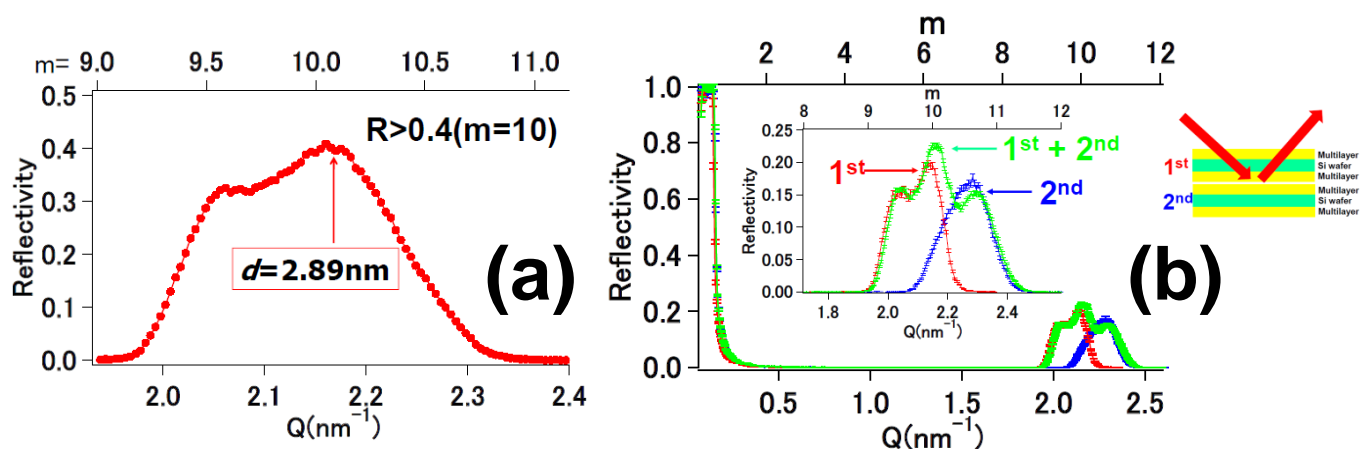 m= 9.0 9.5 10.0 10.5 11.0
0.5
0.4
0.3
0.2
0.1
0.0
Reflectivity
R>0.4(m=10)
d=2.89nm
(a)
2.0 2.1 2.2 2.3 2.4
Q(nm⁻¹)
m
2 4 6 8 10 12
1.0
0.8
0.6
0.4
0.2
0.0
Reflectivity
m
8 9 10 11 12
0.25
0.20
0.15
0.10
0.05
0.00
Reflectivity
1st
1st + 2nd
2nd
1.8 2.0 2.2 2.4
Q(nm⁻¹)
(b)
0.5 1.0 1.5 2.0 2.5
Q(nm⁻¹)
1st
Multilayer
Si wafer
Multilayer
2nd
Multilayer
Si wafer
Multilayer